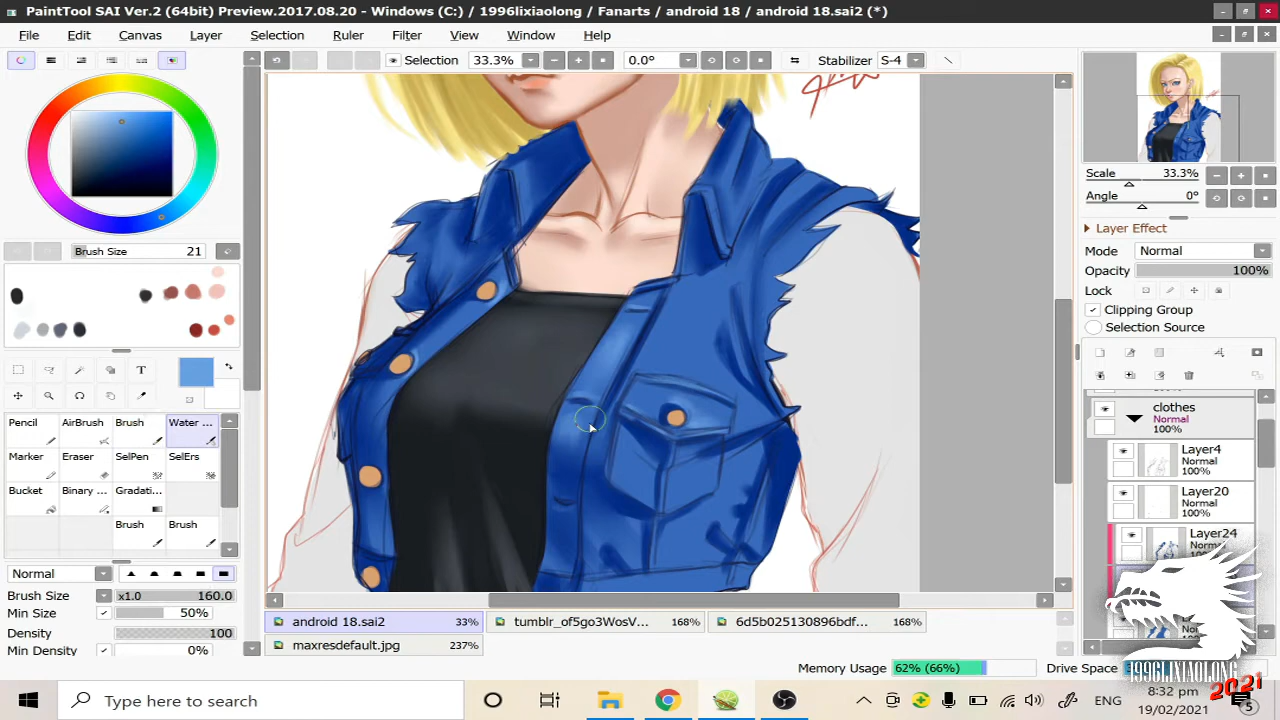 PaintTool SAI Ver.2 (64bit) Preview.2017.08.20 - Windows (C:) / 1996lixiaolong / Fanarts / android 18 / android 18.sai2 (*)
File Edit Canvas Layer Selection Ruler Filter View Window Help
Selection 33.3% 0.0° Stabilizer S-4
Brush Size 21
Pencil AirBrush Brush Water ...
Marker Eraser SelPen SelErs
Bucket Binary ... Gradati...
Brush Brush
Normal
Brush Size x1.0 160.0
Min Size 50%
Density 100
Min Density 0%
Scale 33.3%
Angle 0°
Layer Effect
Mode Normal
Opacity 100%
Lock
Clipping Group
Selection Source
clothes
Normal
100%
Layer4
Normal
100%
Layer20
Normal
100%
Layer24
Normal
android 18.sai2 33% tumblr_of5go3WosV... 168% 6d5b025130896bdf... 168%
maxresdefault.jpg 237%
Memory Usage 62% (66%) Drive Space
1996LIXIAOLONG
2021
Type here to search
ENG
8:32 pm
19/02/2021
5